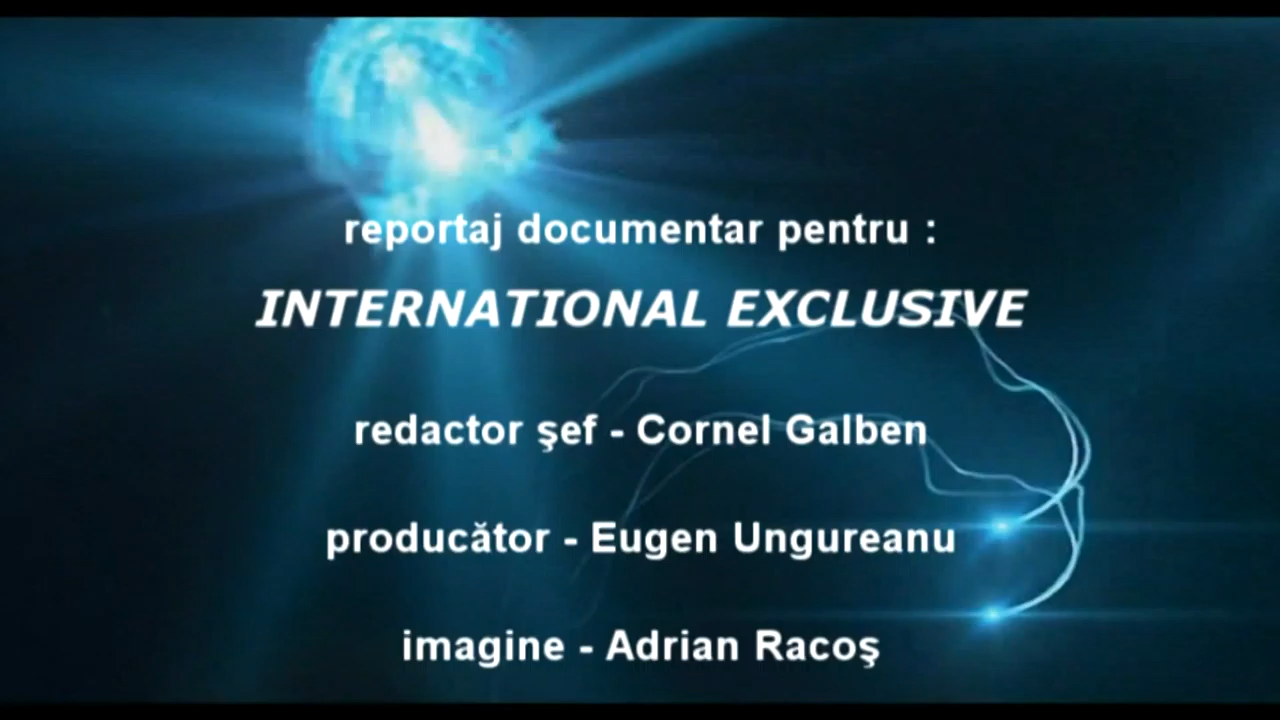 reportaj documentar pentru :
INTERNATIONAL EXCLUSIVE
redactor şef - Cornel Galben
producător - Eugen Ungureanu
imagine - Adrian Racoş